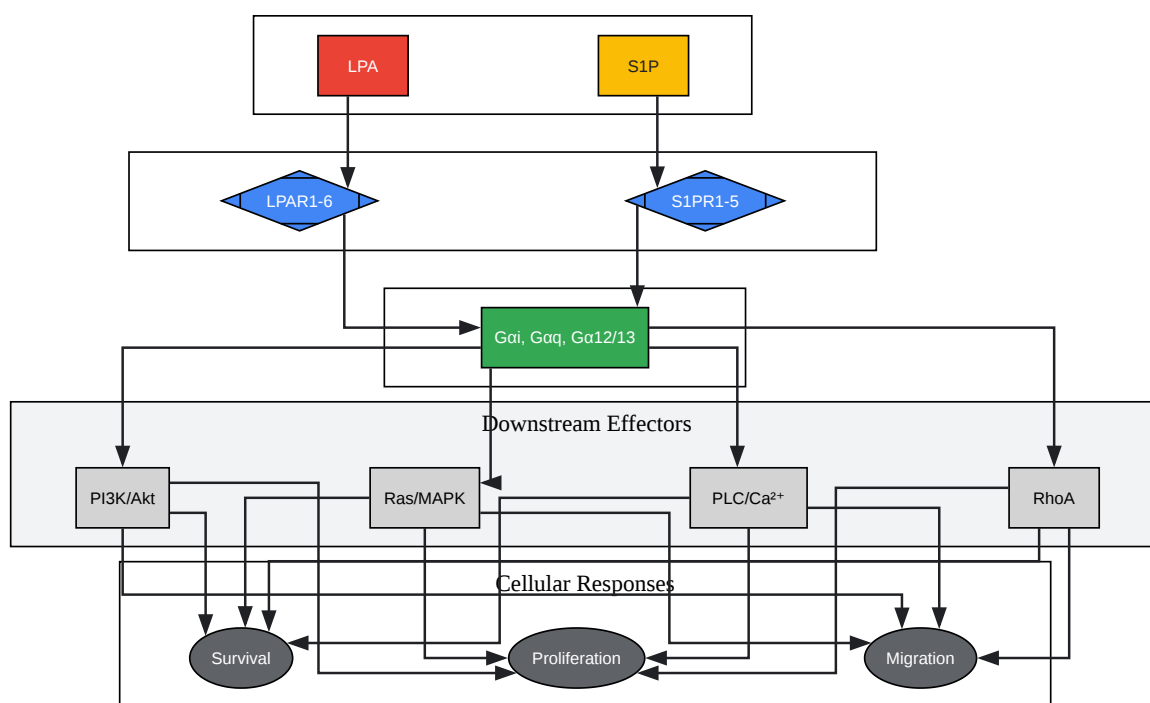 LPA
S1P
LPAR1-6
S1PR1-5
Gαi, Gαq, Gα12/13
Downstream Effectors
PI3K/Akt
Ras/MAPK
PLC/Ca²⁺
RhoA
Cellular Responses
Survival
Proliferation
Migration